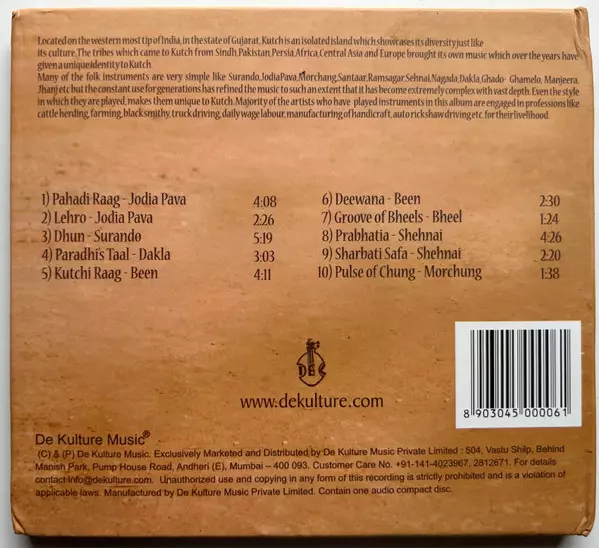 Located on the western most tip of India, in the state of Gujarat, Kutch is an isolated island which showcases its diversity just like
its culture. The tribes which came to Kutch from Sindh, Pakistan, Persia, Africa, Central Asia and Europe brought its own music which over the years have
given a unique identity to Kutch.
Many of the folk instruments are very simple like Surando, Jodia Pava, Morchang, Santaar, Ramsagar, Sehnai, Nagada, Dakla, Ghado- Ghamelo, Manjeera,
Jhanj etc but the constant use for generations has refined the music to such an extent that it has become extremely complex with vast depth. Even the style
in which they are played, makes them unique to Kutch. Majority of the artists who have played instruments in this album are engaged in professions like
cattle herding, farming, blacksmithy, truck driving, daily wage labour, manufacturing of handicraft, auto rickshaw driving etc. for their livelihood.
1) Pahadi Raag - Jodia Pava 4:08
2) Lehro - Jodia Pava 2:26
3) Dhun - Surando 5:19
4) Paradhi's Taal - Dakla 3:03
5) Kutchi Raag - Been 4:11
6) Deewana - Been 2:30
7) Groove of Bheels - Bheel 1:24
8) Prabhatia - Shehnai 4:26
9) Sharbati Safa - Shehnai 2:20
10) Pulse of Chung - Morchung 1:38
DEC
www.dekulture.com
8 903045 000061
De Kulture Music®
(C) & (P) De Kulture Music. Exclusively Marketed and Distributed by De Kulture Music Private Limited : 504, Vastu Shilp, Behind
Manish Park, Pump House Road, Andheri (E), Mumbai – 400 093. Customer Care No. +91-141-4023967, 2812671. For details
contact info@dekulture.com. Unauthorized use and copying in any form of this recording is strictly prohibited and is a violation of
applicable laws. Manufactured by De Kulture Music Private Limited. Contain one audio compact disc.